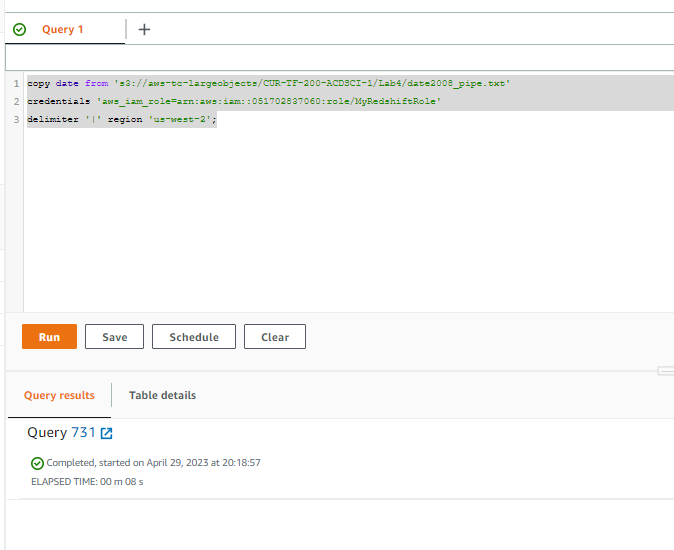 Query 1 +
1 copy date from 's3://aws-tc-largeobjects/CUR-TF-200-ACDSCI-1/Lab4/date2008_pipe.txt'
2 credentials 'aws_iam_role=arn:aws:iam::051702837060:role/MyRedshiftRole'
3 delimiter '|' region 'us-west-2';
Run Save Schedule Clear
Query results Table details
Query 731
Completed, started on April 29, 2023 at 20:18:57
ELAPSED TIME: 00 m 08 s